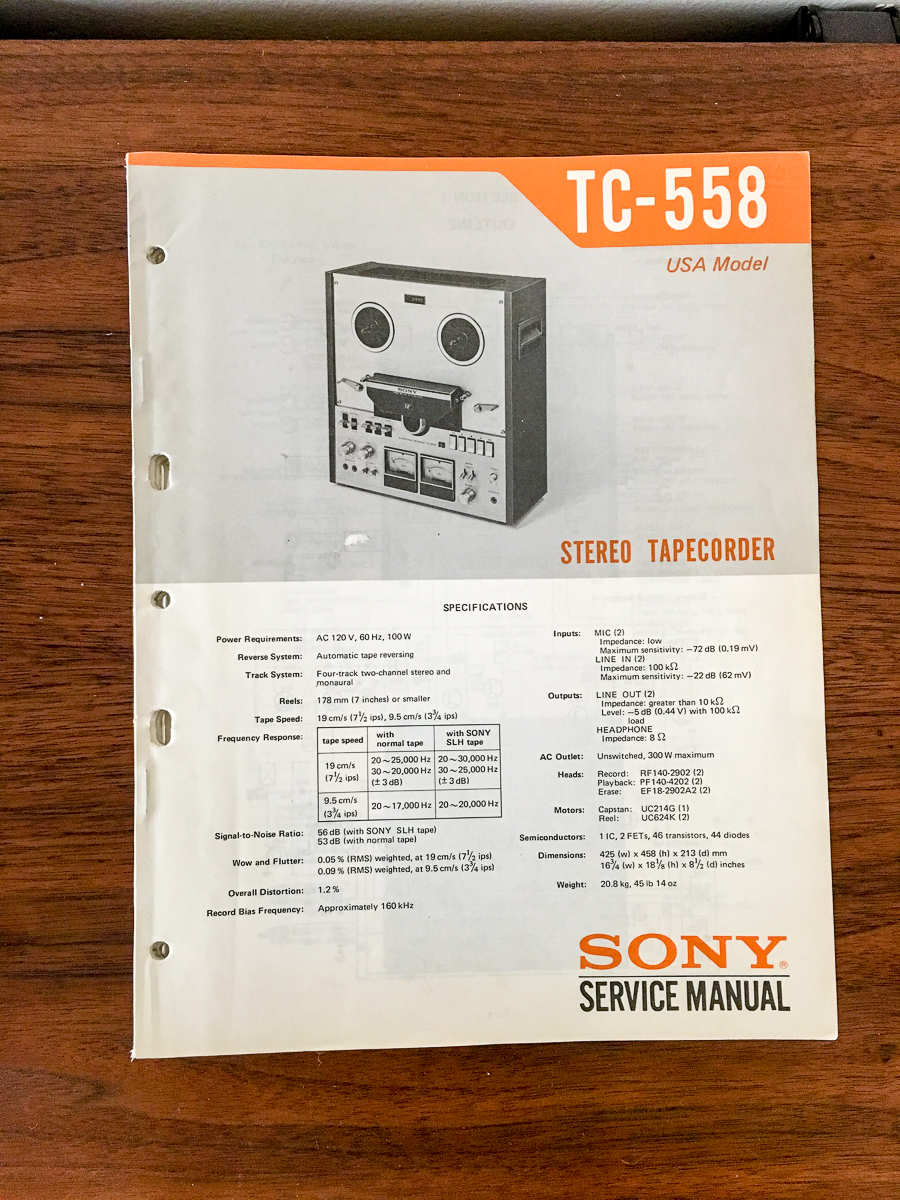 TC-558
USA Model
SONY
STEREO TAPECORDER
SPECIFICATIONS
Power Requirements: AC 120 V, 60 Hz, 100 W
Reverse System: Automatic tape reversing
Track System: Four-track two-channel stereo and
monaural
Reels: 178 mm (7 inches) or smaller
Tape Speed: 19 cm/s (7½ ips), 9.5 cm/s (3¾ ips)
Frequency Response:
tape speed with normal tape with SONY SLH tape
19 cm/s (7½ ips) 20~25,000 Hz 30~20,000 Hz (± 3 dB) 20~30,000 Hz 30~25,000 Hz (± 3 dB)
9.5 cm/s (3¾ ips) 20~17,000 Hz 20~20,000 Hz
Signal-to-Noise Ratio: 56 dB (with SONY SLH tape)
53 dB (with normal tape)
Wow and Flutter: 0.05 % (RMS) weighted, at 19 cm/s (7½ ips)
0.09 % (RMS) weighted, at 9.5 cm/s (3¾ ips)
Overall Distortion: 1.2 %
Record Bias Frequency: Approximately 160 kHz
Inputs: MIC (2)
Impedance: low
Maximum sensitivity: −72 dB (0.19 mV)
LINE IN (2)
Impedance: 100 kΩ
Maximum sensitivity: −22 dB (62 mV)
Outputs: LINE OUT (2)
Impedance: greater than 10 kΩ
Level: −5 dB (0.44 V) with 100 kΩ
load
HEADPHONE
Impedance: 8 Ω
AC Outlet: Unswitched, 300 W maximum
Heads: Record: RF140-2902 (2)
Playback: PF140-4202 (2)
Erase: EF18-2902A2 (2)
Motors: Capstan: UC214G (1)
Reel: UC624K (2)
Semiconductors: 1 IC, 2 FETs, 46 transistors, 44 diodes
Dimensions: 425 (w) x 458 (h) x 213 (d) mm
16¾ (w) x 18⅛ (h) x 8½ (d) inches
Weight: 20.8 kg, 45 lb 14 oz
SONY®
SERVICE MANUAL